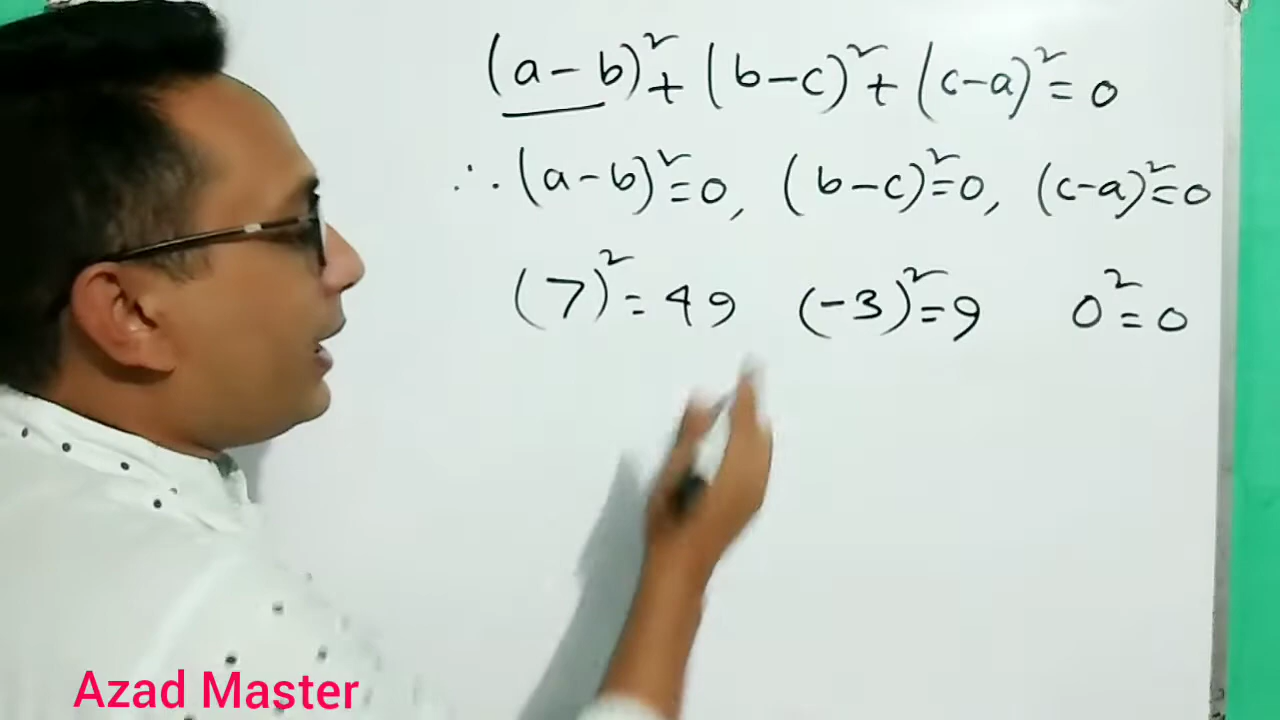 (a-b)²+(b-c)²+(c-a)²=0
∴(a-b)²=0, (b-c)²=0, (c-a)²=0
(7)²=49 (-3)²=9 0²=0
Azad Master